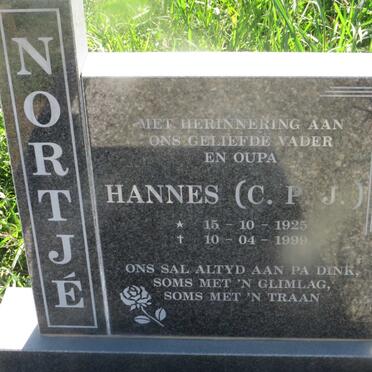 NORTJÉ
MET HERINNERING AAN
ONS GELIEFDE VADER
EN OUPA
HANNES (C. P. J.)
* 15 - 10 - 1925
† 10 - 04 - 1999
ONS SAL ALTYD AAN PA DINK,
SOMS MET 'N GLIMLAG,
SOMS MET 'N TRAAN